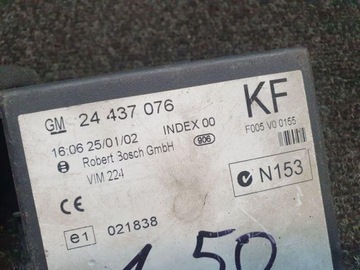 GM 24 437 076 KF
16:06 25/01/02 INDEX 00 F005 V0 0155
Robert Bosch GmbH 906
VIM 224 N153
CE
e1 021838
1.50